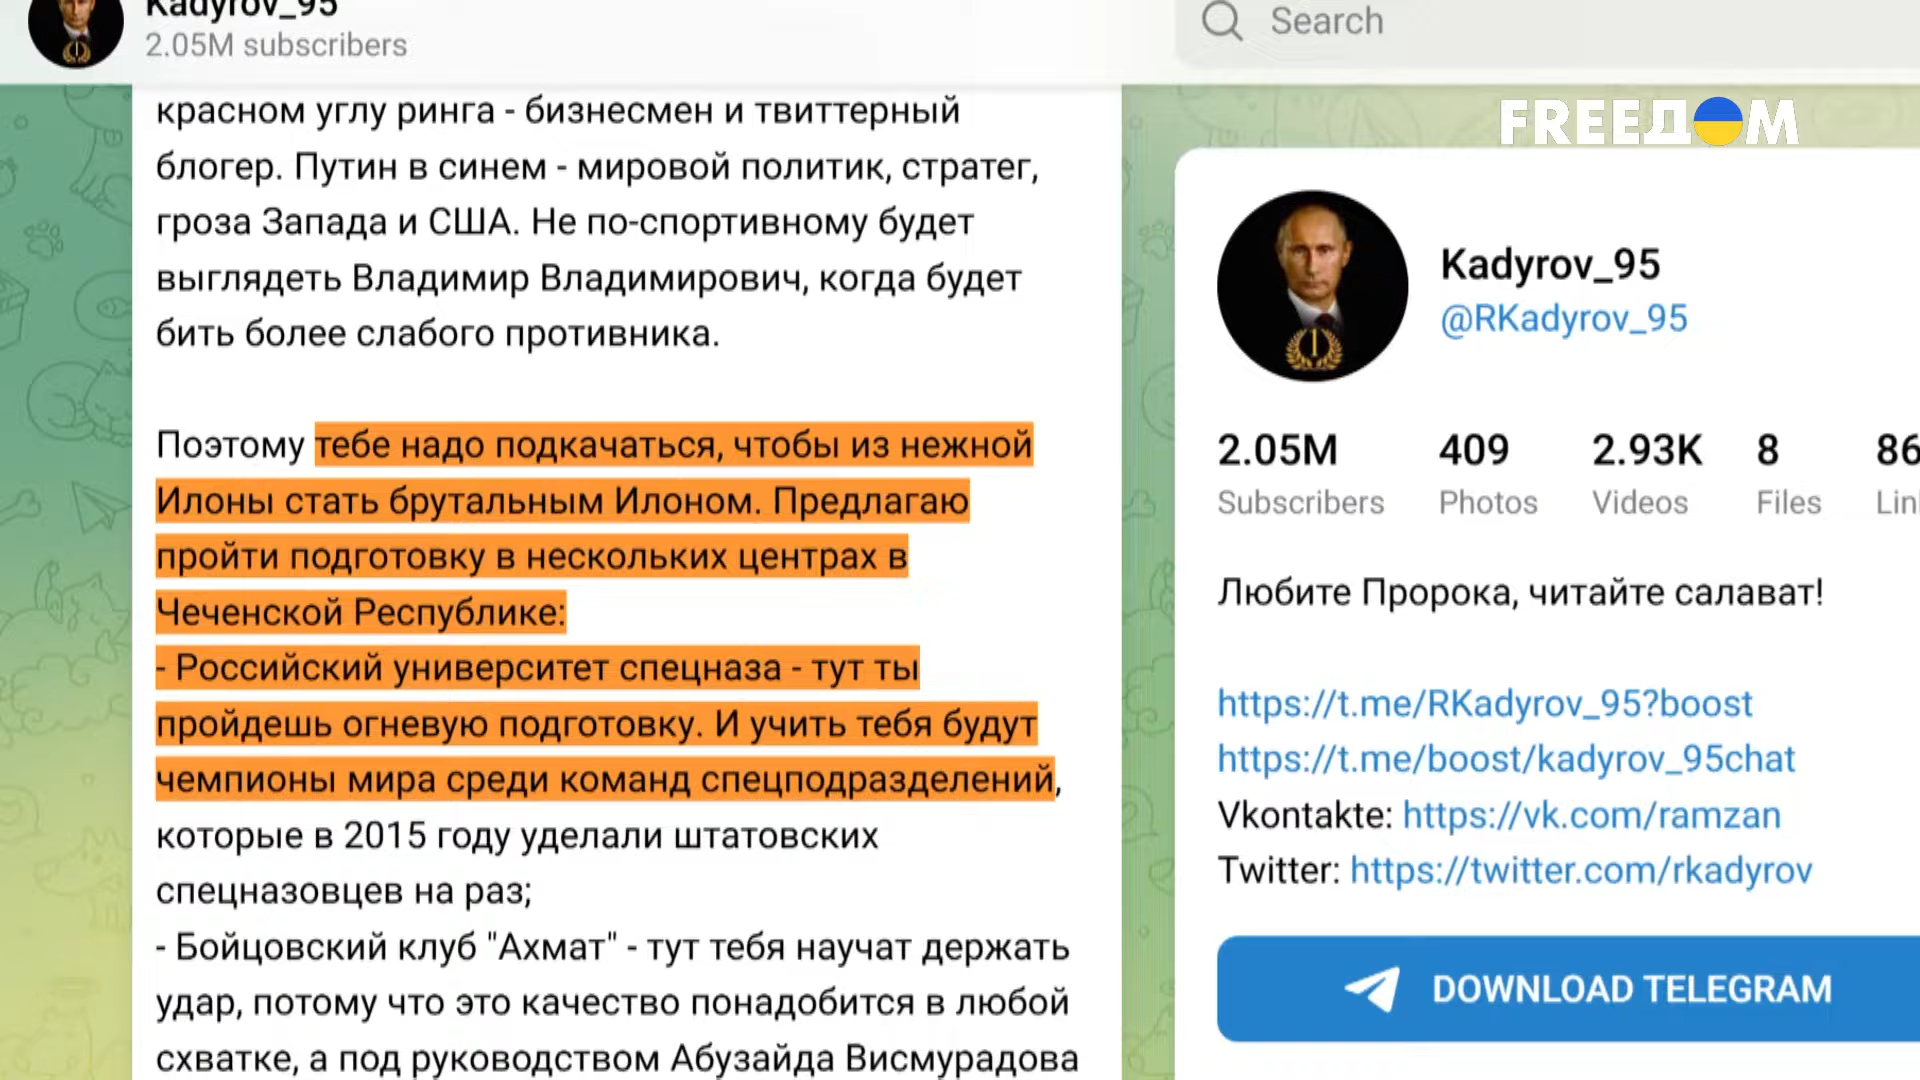 Kadyrov_95
2.05M subscribers
Search
FREEДOM
красном углу ринга - бизнесмен и твиттерный
блогер. Путин в синем - мировой политик, стратег,
гроза Запада и США. Не по-спортивному будет
выглядеть Владимир Владимирович, когда будет
бить более слабого противника.
Поэтому тебе надо подкачаться, чтобы из нежной
Илоны стать брутальным Илоном. Предлагаю
пройти подготовку в нескольких центрах в
Чеченской Республике:
- Российский университет спецназа - тут ты
пройдешь огневую подготовку. И учить тебя будут
чемпионы мира среди команд спецподразделений,
которые в 2015 году уделали штатовских
спецназовцев на раз;
- Бойцовский клуб "Ахмат" - тут тебя научат держать
удар, потому что это качество понадобится в любой
схватке, а под руководством Абузайда Висмурадова
Kadyrov_95
@RKadyrov_95
2.05M 409 2.93K 8 86
Subscribers Photos Videos Files Lin
Любите Пророка, читайте салават!
https://t.me/RKadyrov_95?boost
https://t.me/boost/kadyrov_95chat
Vkontakte: https://vk.com/ramzan
Twitter: https://twitter.com/rkadyrov
DOWNLOAD TELEGRAM